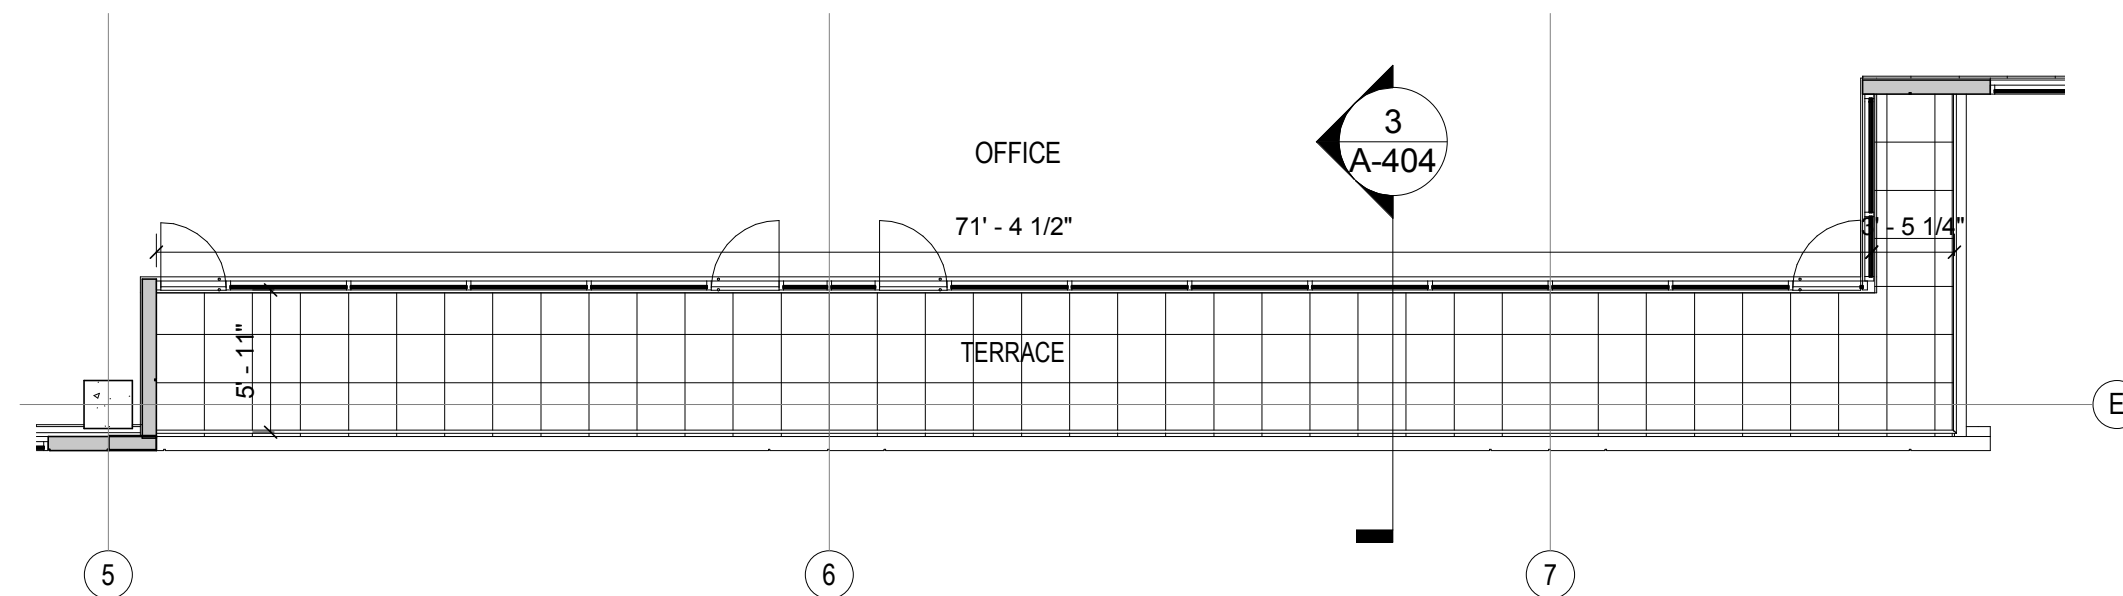 3
A-404
OFFICE
71' - 4 1/2"
3' - 5 1/4"
5' - 11"
TERRACE
E
5
6
7